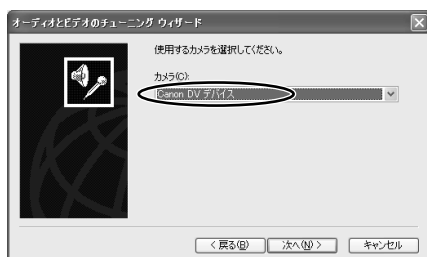 オーディオとビデオのチューニング ウィザード
使用するカメラを選択してください。
カメラ(C):
Canon DV デバイス
< 戻る(B)
次へ(N) >
キャンセル